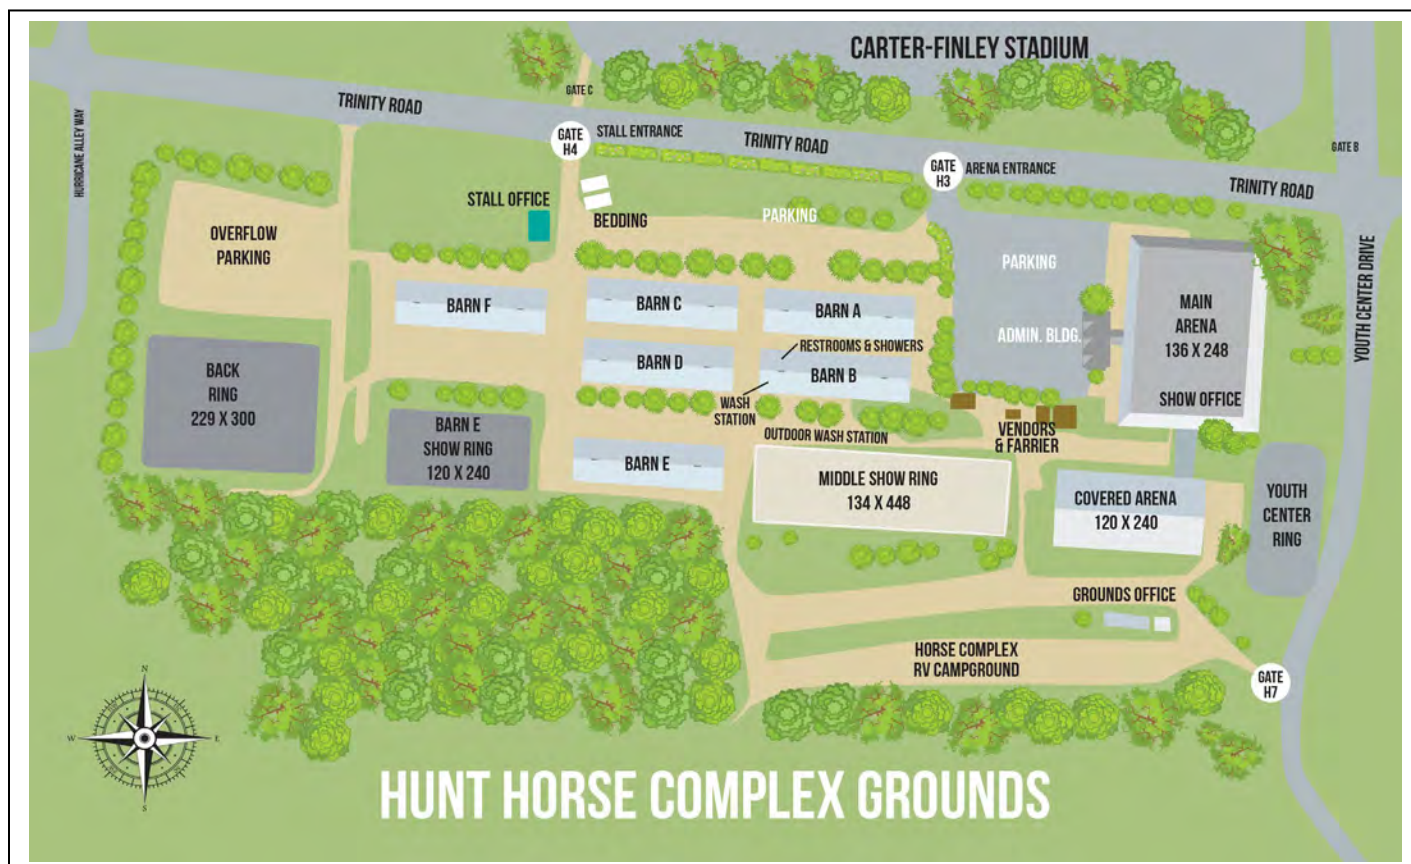 CARTER-FINLEY STADIUM
GATE C
TRINITY ROAD
HURRICANE ALLEY WAY
GATE
H4
STALL ENTRANCE
TRINITY ROAD
GATE
H3
ARENA ENTRANCE
GATE B
TRINITY ROAD
STALL OFFICE
BEDDING
PARKING
OVERFLOW
PARKING
PARKING
YOUTH CENTER DRIVE
BARN F
BARN C
BARN A
MAIN
ARENA
136 X 248
ADMIN. BLDG.
RESTROOMS & SHOWERS
BACK
RING
229 X 300
BARN D
BARN B
SHOW OFFICE
WASH
STATION
BARN E
SHOW RING
120 X 240
OUTDOOR WASH STATION
VENDORS
& FARRIER
BARN E
MIDDLE SHOW RING
134 X 448
COVERED ARENA
120 X 240
YOUTH
CENTER
RING
GROUNDS OFFICE
HORSE COMPLEX
RV CAMPGROUND
GATE
H7
N
W
E
S
HUNT HORSE COMPLEX GROUNDS